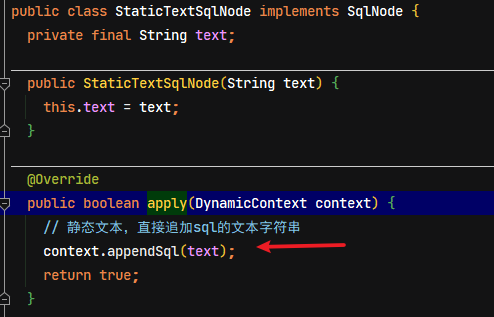 public class StaticTextSqlNode implements SqlNode {
private final String text;
public StaticTextSqlNode(String text) {
this.text = text;
}
@Override
public boolean apply(DynamicContext context) {
// 静态文本，直接追加sql的文本字符串
context.appendSql(text);
return true;
}